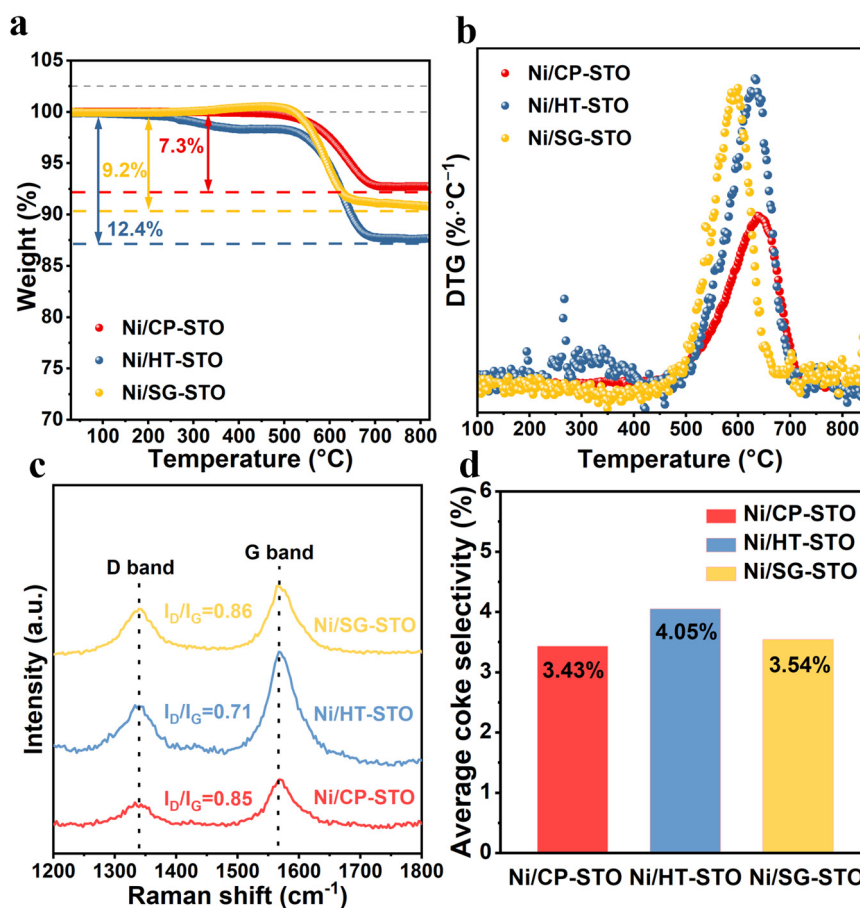 a
105
100
95
90
85
80
75
70
Weight (%)
7.3%
9.2%
12.4%
Ni/CP-STO
Ni/HT-STO
Ni/SG-STO
100 200 300 400 500 600 700 800
Temperature (°C)
b
DTG (%·°C⁻¹)
Ni/CP-STO
Ni/HT-STO
Ni/SG-STO
100 200 300 400 500 600 700 800
Temperature (°C)
c
Intensity (a.u.)
D band
G band
I_D/I_G=0.86
Ni/SG-STO
I_D/I_G=0.71
Ni/HT-STO
I_D/I_G=0.85
Ni/CP-STO
1200 1300 1400 1500 1600 1700 1800
Raman shift (cm⁻¹)
d
Average coke selectivity (%)
6
5
4
3
2
1
0
Ni/CP-STO
Ni/HT-STO
Ni/SG-STO
3.43%
4.05%
3.54%
Ni/CP-STO Ni/HT-STO Ni/SG-STO